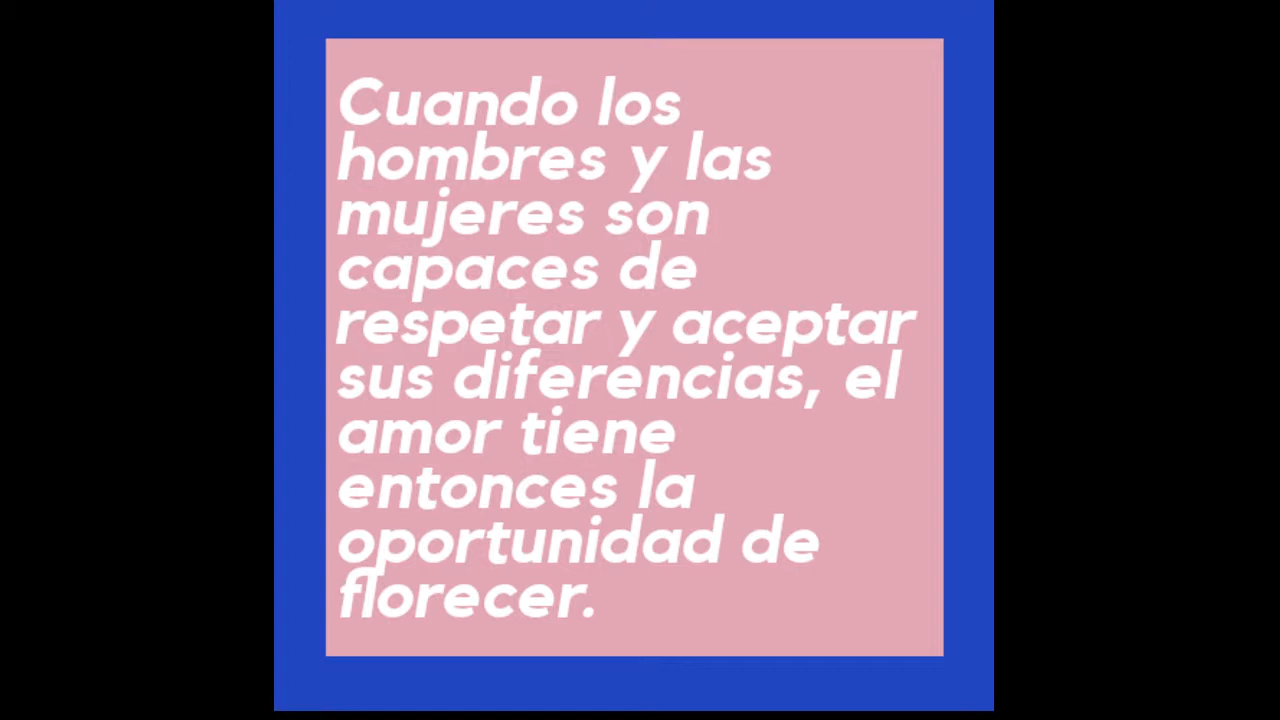 Cuando los
hombres y las
mujeres son
capaces de
respetar y aceptar
sus diferencias, el
amor tiene
entonces la
oportunidad de
florecer.